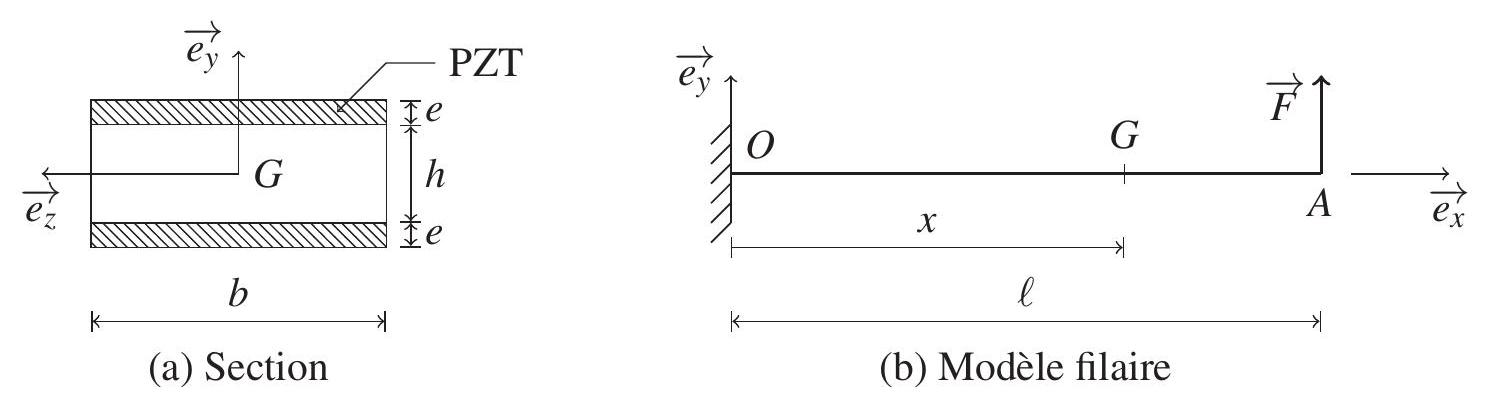 e_y PZT
e
G h
e_z
e
b
(a) Section
e_y F
O G
A e_x
x
ℓ
(b) Modèle filaire